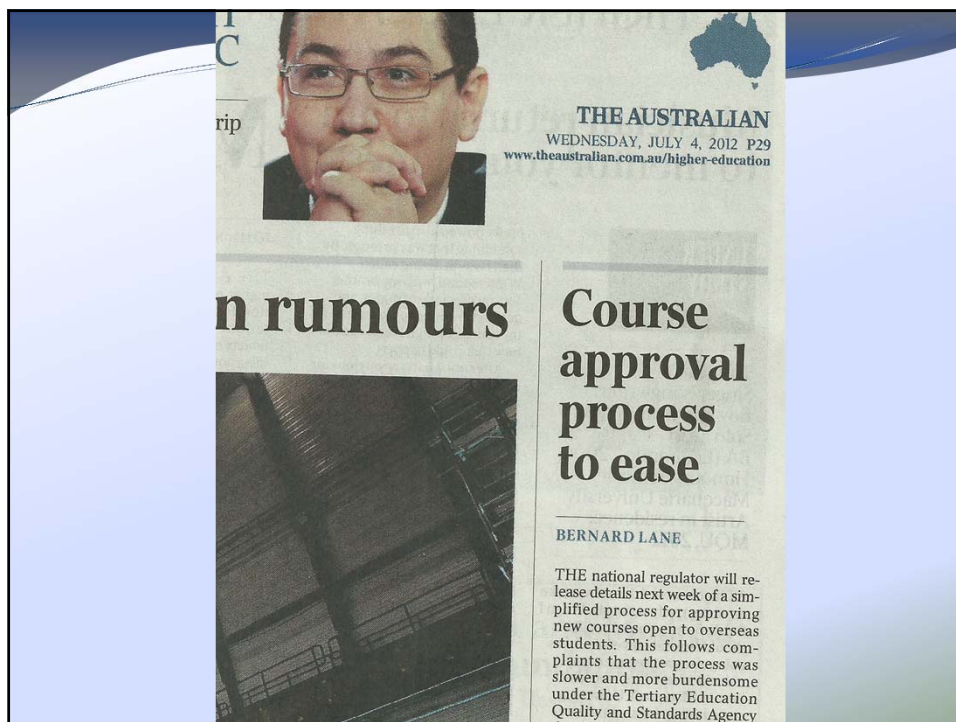 C
rip
THE AUSTRALIAN
WEDNESDAY, JULY 4, 2012 P29
www.theaustralian.com.au/higher-education
n rumours
Course
approval
process
to ease
BERNARD LANE
THE national regulator will re-
lease details next week of a sim-
plified process for approving
new courses open to overseas
students. This follows com-
plaints that the process was
slower and more burdensome
under the Tertiary Education
Quality and Standards Agency